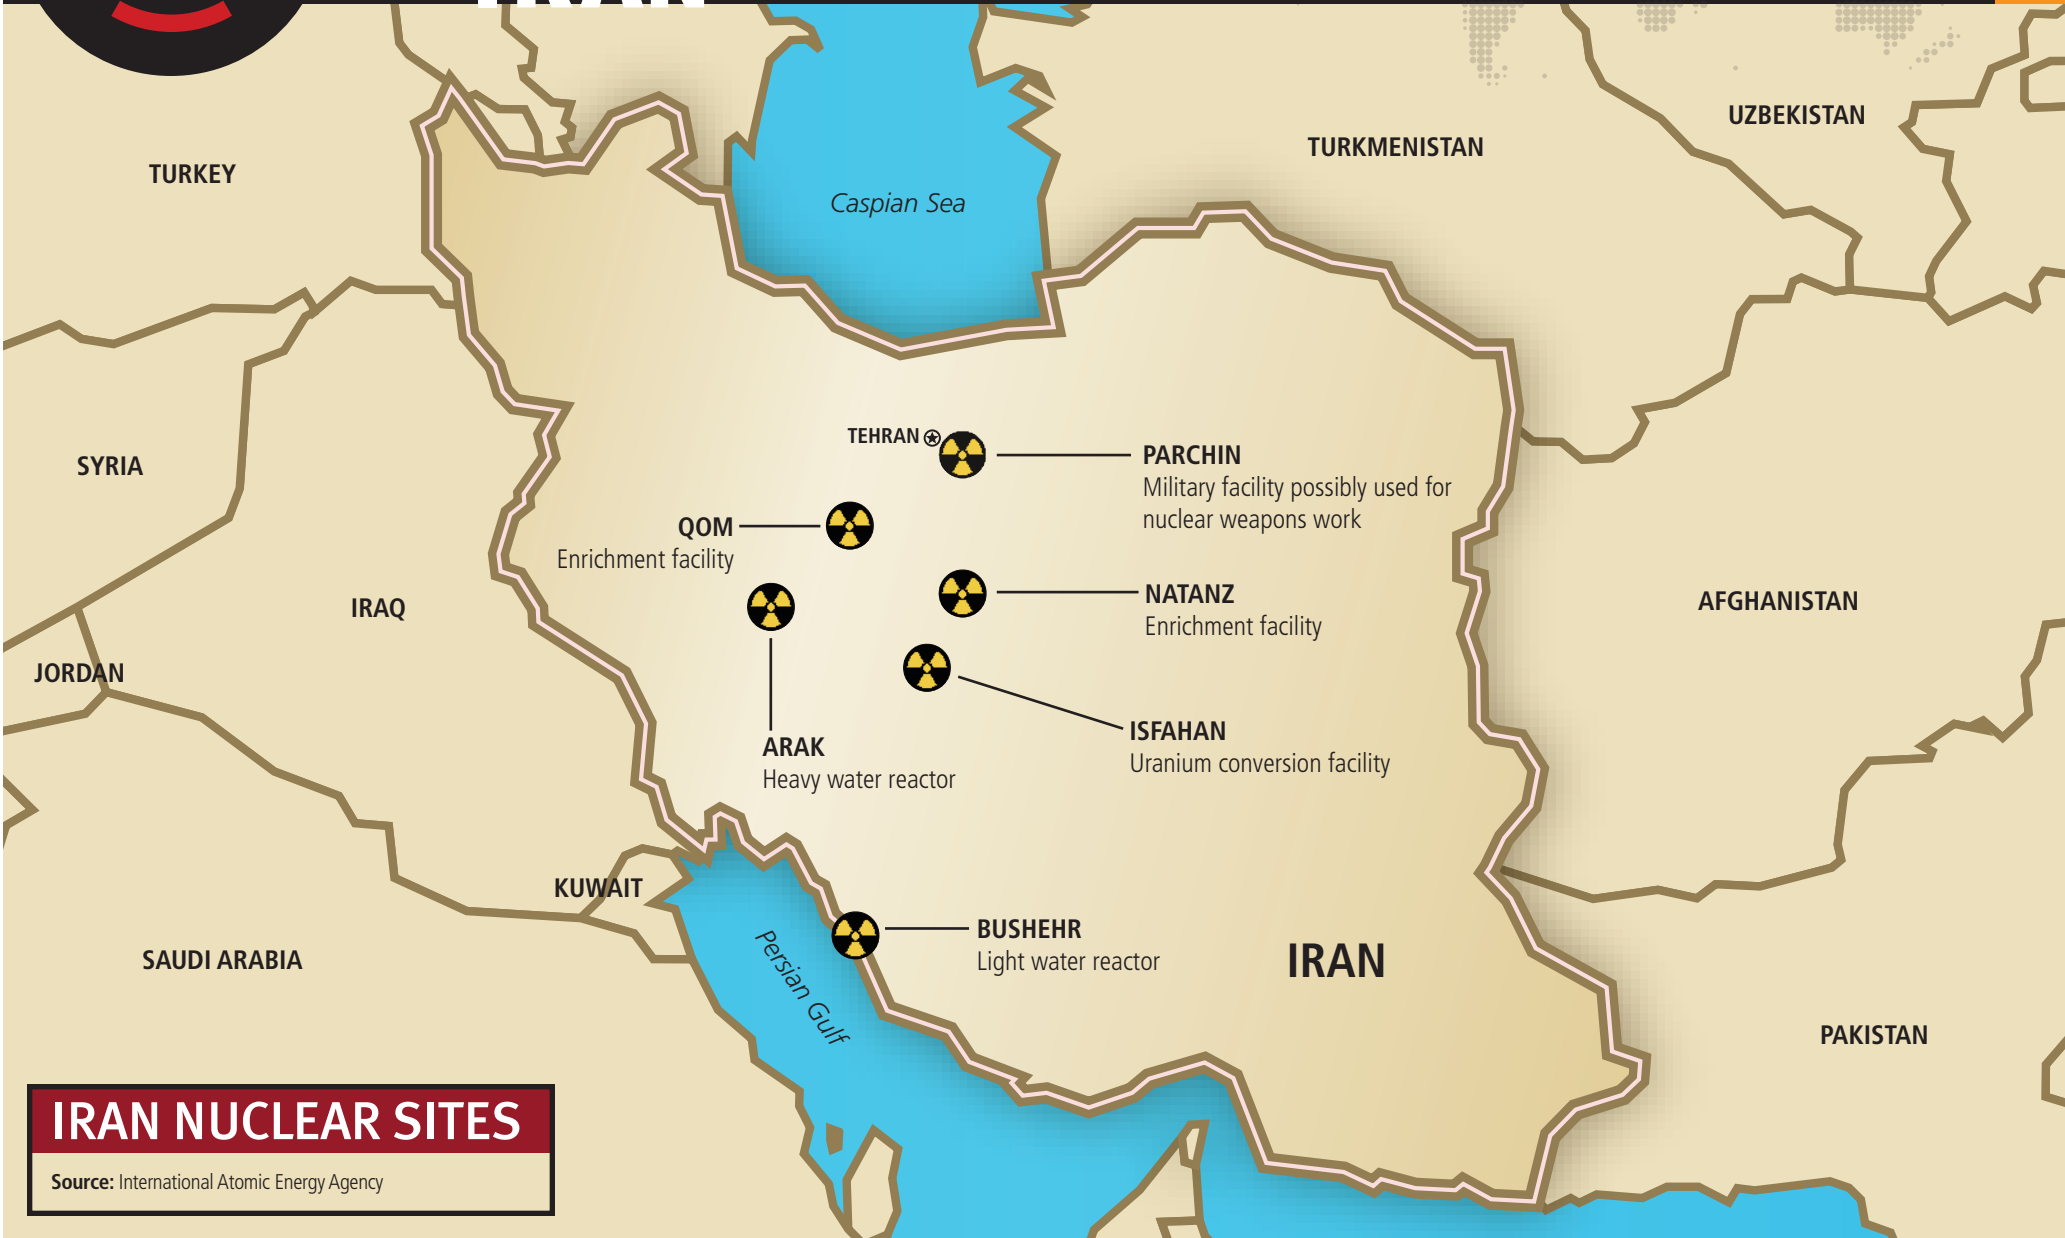 IRAN
UZBEKISTAN
TURKMENISTAN
TURKEY
Caspian Sea
TEHRAN
PARCHIN
Military facility possibly used for
nuclear weapons work
SYRIA
QOM
Enrichment facility
NATANZ
Enrichment facility
AFGHANISTAN
IRAQ
JORDAN
ISFAHAN
Uranium conversion facility
ARAK
Heavy water reactor
KUWAIT
BUSHEHR
Light water reactor
IRAN
SAUDI ARABIA
Persian Gulf
PAKISTAN
IRAN NUCLEAR SITES
Source: International Atomic Energy Agency